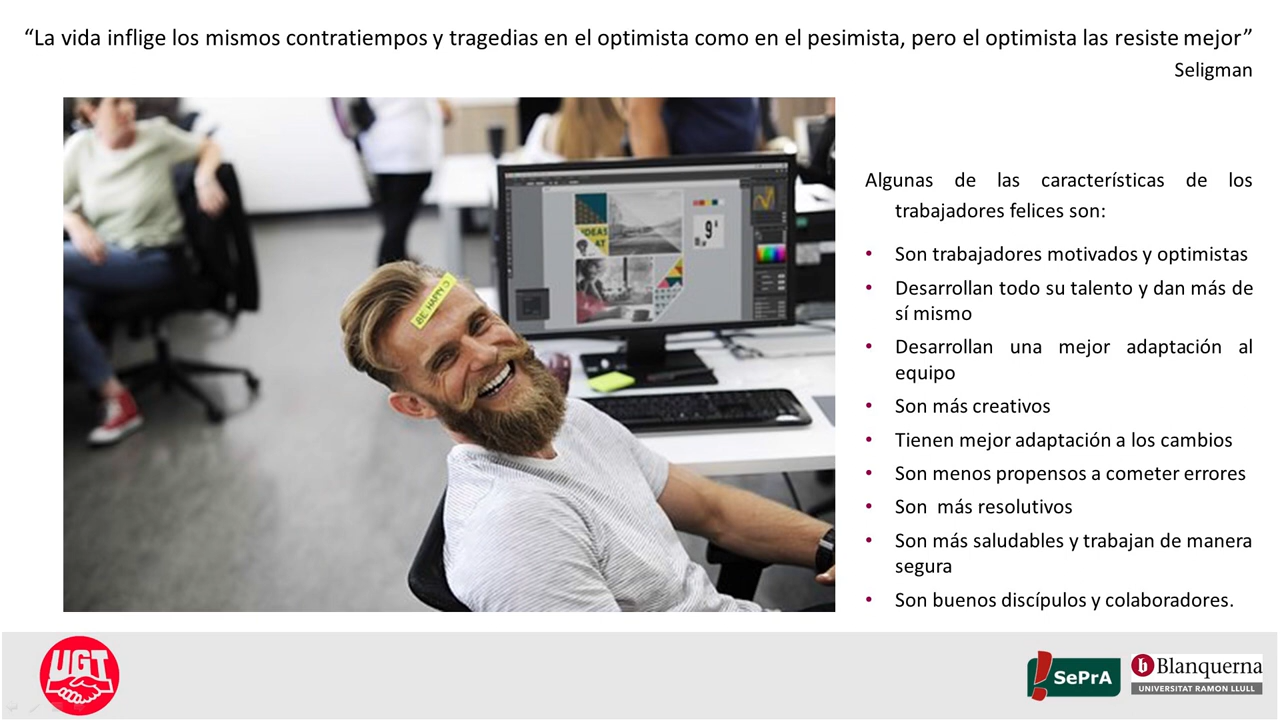 “La vida inflige los mismos contratiempos y tragedias en el optimista como en el pesimista, pero el optimista las resiste mejor”
Seligman
BE HAPPY :)
IDEAS
9
Algunas de las características de los
trabajadores felices son:
• Son trabajadores motivados y optimistas
• Desarrollan todo su talento y dan más de
sí mismo
• Desarrollan una mejor adaptación al
equipo
• Son más creativos
• Tienen mejor adaptación a los cambios
• Son menos propensos a cometer errores
• Son  más resolutivos
• Son más saludables y trabajan de manera
segura
• Son buenos discípulos y colaboradores.
UGT
SePrA
b Blanquerna
UNIVERSITAT RAMON LLULL